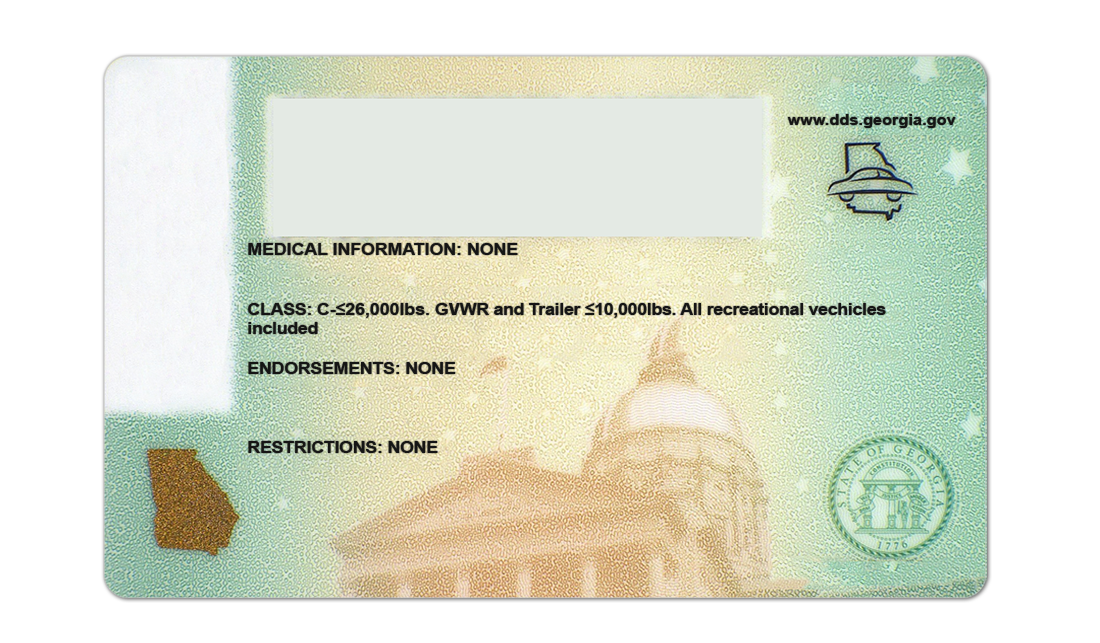 www.dds.georgia.gov
MEDICAL INFORMATION: NONE
CLASS: C-≤26,000lbs. GVWR and Trailer ≤10,000lbs. All recreational vechicles
included
ENDORSEMENTS: NONE
RESTRICTIONS: NONE
STATE OF GEORGIA
CONSTITUTION
1776